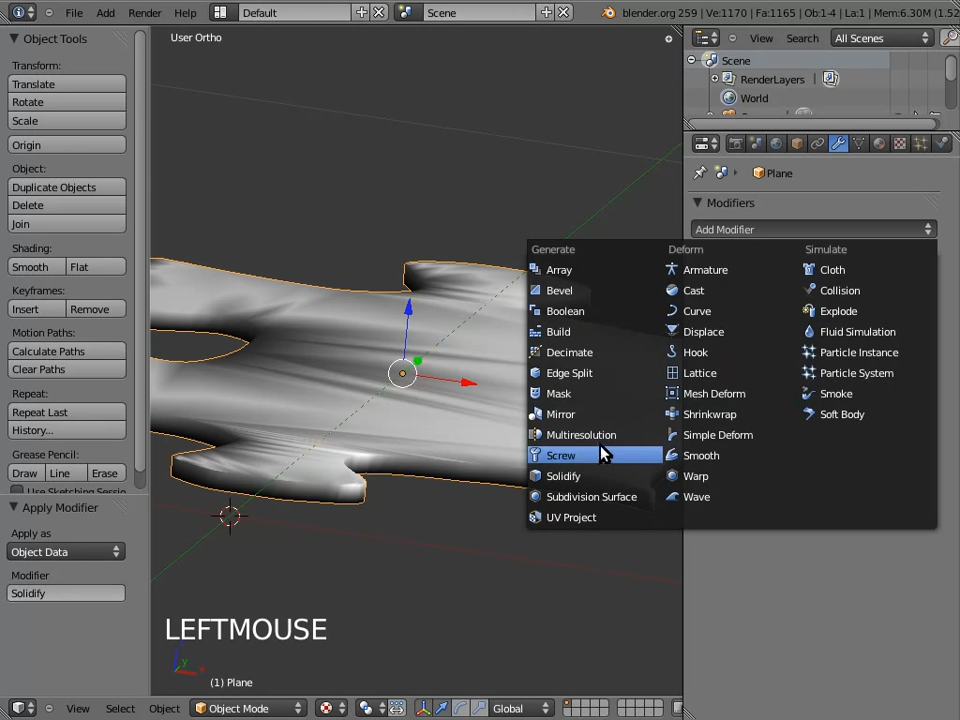 File Add Render Help Default Scene blender.org 259 | Ve:1170 | Fa:1165 | Ob:1-4 | La:1 | Mem:6.30M (1.52
Object Tools
Transform:
Translate
Rotate
Scale
Origin
Object:
Duplicate Objects
Delete
Join
Shading:
Smooth Flat
Keyframes:
Insert Remove
Motion Paths:
Calculate Paths
Clear Paths
Repeat:
Repeat Last
History...
Grease Pencil:
Draw Line Erase
Use Sketching Sessio
Apply Modifier
Apply as
Object Data
Modifier
Solidify
User Ortho
LEFTMOUSE
z
y
x
(1) Plane
View Select Object Object Mode Global
View Search All Scenes
Scene
RenderLayers
World
Plane
Modifiers
Add Modifier
Generate
Array
Bevel
Boolean
Build
Decimate
Edge Split
Mask
Mirror
Multiresolution
Screw
Solidify
Subdivision Surface
UV Project
Deform
Armature
Cast
Curve
Displace
Hook
Lattice
Mesh Deform
Shrinkwrap
Simple Deform
Smooth
Warp
Wave
Simulate
Cloth
Collision
Explode
Fluid Simulation
Particle Instance
Particle System
Smoke
Soft Body